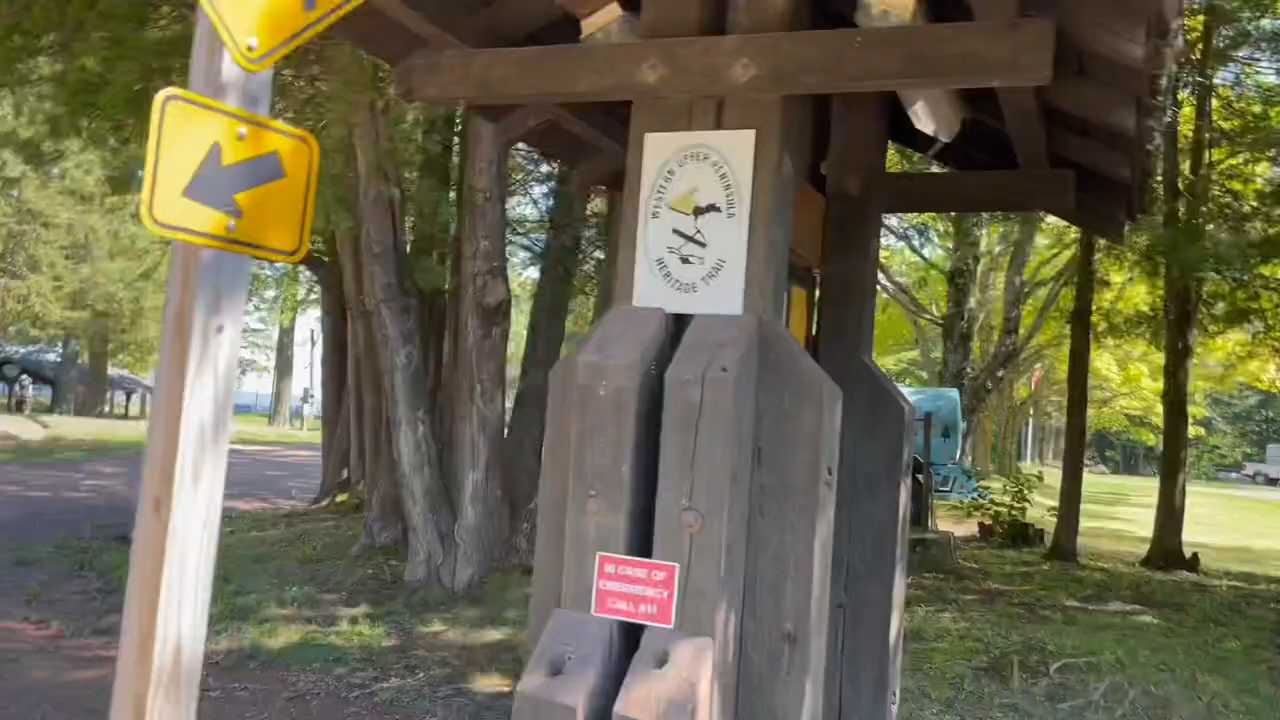 WESTERN UPPER PENINSULA
HERITAGE TRAIL
IN CASE OF
EMERGENCY
CALL 911